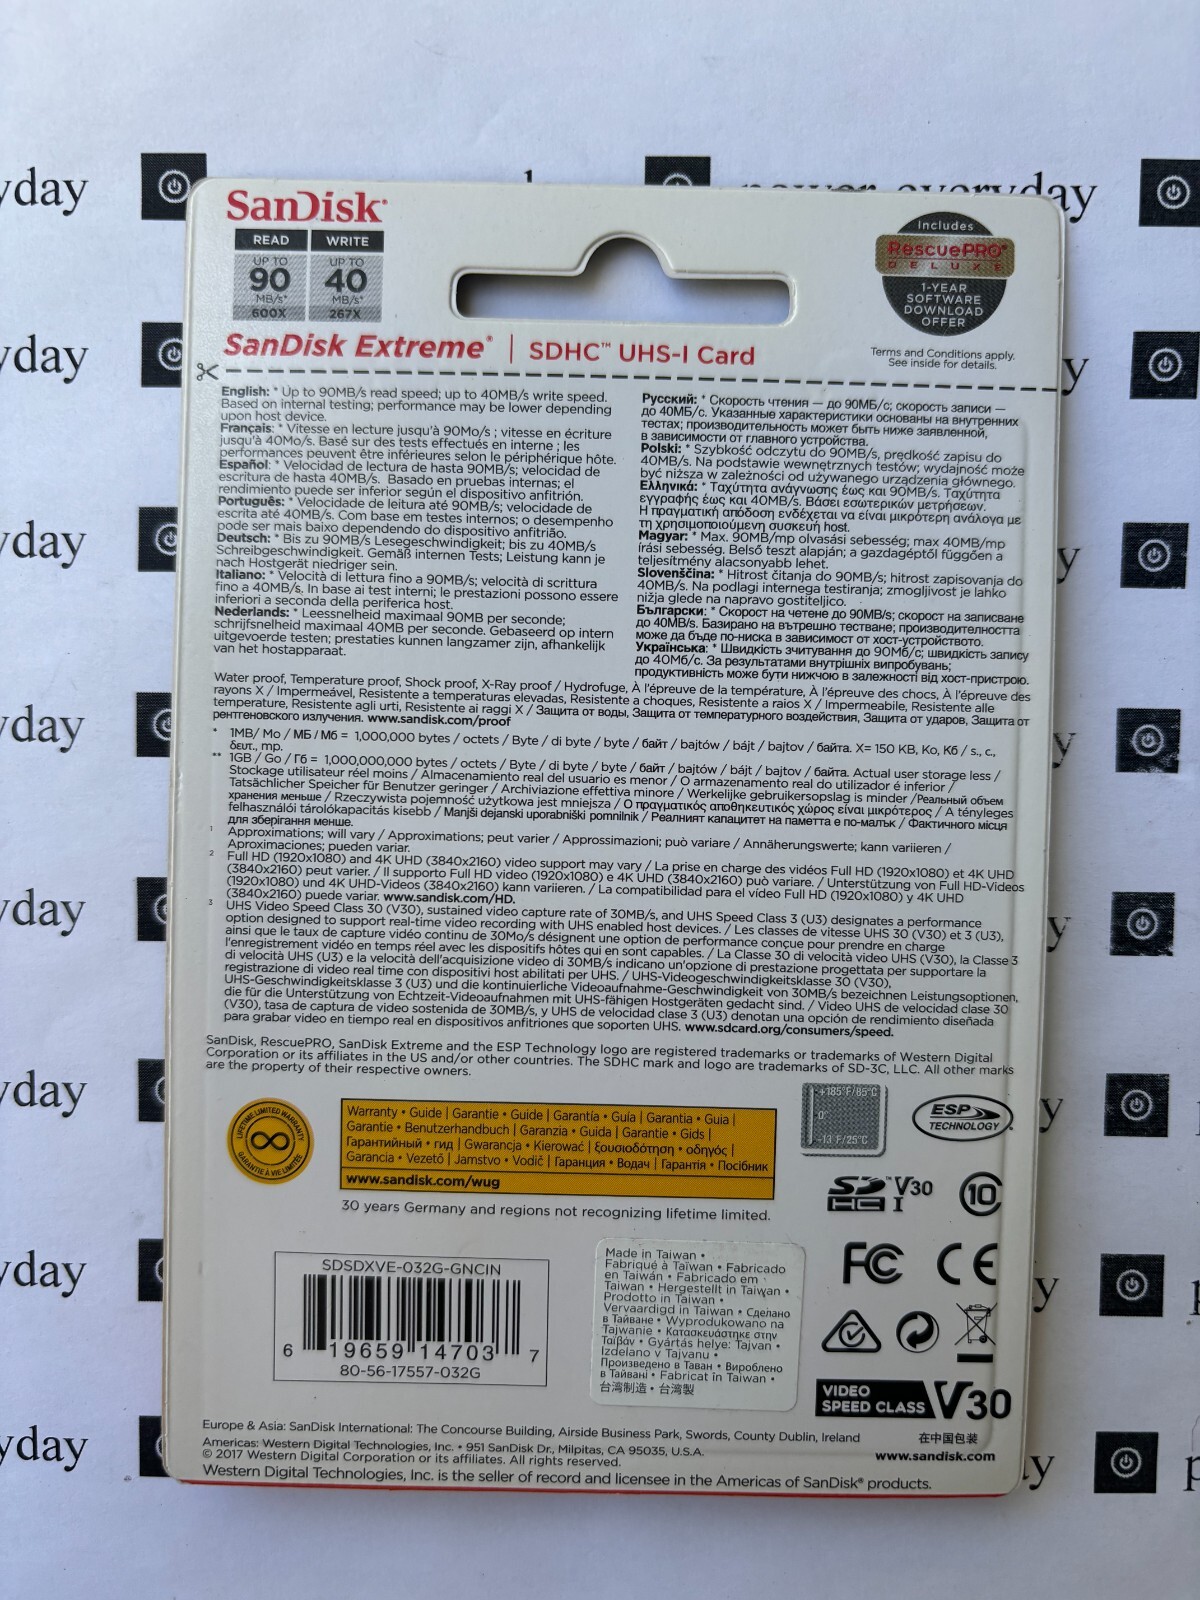 yday
power everyday
yday
yday
yday
yday
yday
yday
yday
yday
SanDisk®
READ
WRITE
UP TO
90
MB/s*
600X
UP TO
40
MB/s*
267X
Includes
RescuePRO®
DELUXE
1-YEAR
SOFTWARE
DOWNLOAD
OFFER
Terms and Conditions apply.
See inside for details.
SanDisk Extreme® | SDHC™ UHS-I Card
English: * Up to 90MB/s read speed; up to 40MB/s write speed.
Based on internal testing; performance may be lower depending
upon host device.
Français: * Vitesse en lecture jusqu'à 90Mo/s ; vitesse en écriture
jusqu'à 40Mo/s. Basé sur des tests effectués en interne ; les
performances peuvent être inférieures selon le périphérique hôte.
Español: * Velocidad de lectura de hasta 90MB/s; velocidad de
escritura de hasta 40MB/s. Basado en pruebas internas; el
rendimiento puede ser inferior según el dispositivo anfitrión.
Português: * Velocidade de leitura até 90MB/s; velocidade de
escrita até 40MB/s. Com base em testes internos; o desempenho
pode ser mais baixo dependendo do dispositivo anfitrião.
Deutsch: * Bis zu 90MB/s Lesegeschwindigkeit; bis zu 40MB/s
Schreibgeschwindigkeit. Gemäß internen Tests; Leistung kann je
nach Hostgerät niedriger sein.
Italiano: * Velocità di lettura fino a 90MB/s; velocità di scrittura
fino a 40MB/s. In base ai test interni; le prestazioni possono essere
inferiori a seconda della periferica host.
Nederlands: * Leessnelheid maximaal 90MB per seconde;
schrijfsnelheid maximaal 40MB per seconde. Gebaseerd op intern
uitgevoerde testen; prestaties kunnen langzamer zijn, afhankelijk
van het hostapparaat.
Русский: * Скорость чтения — до 90МБ/с; скорость записи —
до 40МБ/с. Указанные характеристики основаны на внутренних
тестах; производительность может быть ниже заявленной,
в зависимости от главного устройства.
Polski: * Szybkość odczytu do 90MB/s, prędkość zapisu do
40MB/s. Na podstawie wewnętrznych testów; wydajność może
być niższa w zależności od używanego urządzenia głównego.
Ελληνικά: * Ταχύτητα ανάγνωσης έως και 90MB/s. Ταχύτητα
εγγραφής έως και 40MB/s. Βάσει εσωτερικών μετρήσεων.
Η πραγματική απόδοση ενδέχεται να είναι μικρότερη ανάλογα με
τη χρησιμοποιούμενη συσκευή host.
Magyar: * Max. 90MB/mp olvasási sebesség; max 40MB/mp
írási sebesség. Belső teszt alapján; a gazdagéptől függően a
teljesítmény alacsonyabb lehet.
Slovenščina: * Hitrost čitanja do 90MB/s; hitrost zapisovanja do
40MB/s. Na podlagi internega testiranja; zmogljivost je lahko
nižja glede na napravo gostiteljico.
Български: * Скорост на четене до 90MB/s; скорост на записване
до 40MB/s. Базирано на вътрешно тестване; производителността
може да бъде по-ниска в зависимост от хост-устройството.
Українська: * Швидкість зчитування до 90Мб/с; швидкість запису
до 40Мб/с. За результатами внутрішніх випробувань;
продуктивність може бути нижчою в залежності від хост-пристрою.
Water proof, Temperature proof, Shock proof, X-Ray proof / Hydrofuge, À l'épreuve de la température, À l'épreuve des chocs, À l'épreuve des
rayons X / Impermeável, Resistente a temperaturas elevadas, Resistente a choques, Resistente a raios X / Impermeabile, Resistente alle
temperature, Resistente agli urti, Resistente ai raggi X / Защита от воды, Защита от температурного воздействия, Защита от ударов, Защита от
рентгеновского излучения. www.sandisk.com/proof
* 1MB/ Mo / МБ / Мб = 1,000,000 bytes / octets / Byte / di byte / byte / байт / bajtów / bájt / bajtov / байта. X= 150 KB, Ko, Кб / s., c.,
δευτ., mp.
** 1GB / Go / Гб = 1,000,000,000 bytes / octets / Byte / di byte / byte / байт / bajtów / bájt / bajtov / байта. Actual user storage less /
Stockage utilisateur réel moins / Almacenamiento real del usuario es menor / O armazenamento real do utilizador é inferior /
Tatsächlicher Speicher für Benutzer geringer / Archiviazione effettiva minore / Werkelijke gebruikersopslag is minder / Реальный объем
хранения меньше / Rzeczywista pojemność użytkowa jest mniejsza / Ο πραγματικός αποθηκευτικός χώρος είναι μικρότερος / A tényleges
felhasználói tárolókapacitás kisebb / Manjši dejanski uporabniški pomnilnik / Реалният капацитет на паметта е по-малък / Фактичного місця
для зберігання менше.
1 Approximations; will vary / Approximations; peut varier / Approssimazioni; può variare / Annäherungswerte; kann variieren /
Aproximaciones; pueden variar.
2 Full HD (1920x1080) and 4K UHD (3840x2160) video support may vary / La prise en charge des vidéos Full HD (1920x1080) et 4K UHD
(3840x2160) peut varier. / Il supporto Full HD video (1920x1080) e 4K UHD (3840x2160) può variare. / Unterstützung von Full HD-Videos
(1920x1080) und 4K UHD-Videos (3840x2160) kann variieren. / La compatibilidad para el vídeo Full HD (1920x1080) y 4K UHD
(3840x2160) puede variar. www.sandisk.com/HD.
3 UHS Video Speed Class 30 (V30), sustained video capture rate of 30MB/s, and UHS Speed Class 3 (U3) designates a performance
option designed to support real-time video recording with UHS enabled host devices. / Les classes de vitesse UHS 30 (V30) et 3 (U3),
ainsi que le taux de capture vidéo continu de 30Mo/s désignent une option de performance conçue pour prendre en charge
l'enregistrement vidéo en temps réel avec les dispositifs hôtes qui en sont capables. / La Classe 30 di velocità video UHS (V30), la Classe 3
di velocità UHS (U3) e la velocità dell'acquisizione video di 30MB/s indicano un'opzione di prestazione progettata per supportare la
registrazione di video real time con dispositivi host abilitati per UHS. / UHS-Videogeschwindigkeitsklasse 30 (V30),
UHS-Geschwindigkeitsklasse 3 (U3) und die kontinuierliche Videoaufnahme-Geschwindigkeit von 30MB/s bezeichnen Leistungsoptionen,
die für die Unterstützung von Echtzeit-Videoaufnahmen mit UHS-fähigen Hostgeräten gedacht sind. / Video UHS de velocidad clase 30
(V30), tasa de captura de video sostenida de 30MB/s, y UHS de velocidad clase 3 (U3) denotan una opción de rendimiento diseñada
para grabar video en tiempo real en dispositivos anfitriones que soporten UHS. www.sdcard.org/consumers/speed.
SanDisk, RescuePRO, SanDisk Extreme and the ESP Technology logo are registered trademarks or trademarks of Western Digital
Corporation or its affiliates in the US and/or other countries. The SDHC mark and logo are trademarks of SD-3C, LLC. All other marks
are the property of their respective owners.
LIFETIME LIMITED WARRANTY
GARANTIE À VIE LIMITÉE
Warranty • Guide | Garantie • Guide | Garantía • Guía | Garantia • Guia |
Garantie • Benutzerhandbuch | Garanzia • Guida | Garantie • Gids |
Гарантийный • гид | Gwarancja • Kierować | ξουσιοδότηση • οδηγός |
Garancia • Vezető | Jamstvo • Vodič | Гаранция • Водач | Гарантія • Посібник
www.sandisk.com/wug
30 years Germany and regions not recognizing lifetime limited.
+185°F/85°C
0°
-13 F/25°C
ESP
TECHNOLOGY
SDHC™ I V30
10
FC CE
SDSDXVE-032G-GNCIN
6 19659 14703 7
80-56-17557-032G
Made in Taiwan •
Fabriqué à Taïwan • Fabricado
en Taiwán • Fabricado em
Taiwan • Hergestellt in Taiwan •
Prodotto in Taiwan •
Vervaardigd in Taiwan • Сделано
в Тайване • Wyprodukowano na
Tajwanie • Κατασκευάστηκε στην
Ταϊβάν • Gyártás helye: Tajvan •
Izdelano v Tajvanu •
Произведено в Таван • Вироблено
в Тайвані • Fabricat în Taiwan •
台湾制造 • 台湾製
VIDEO
SPEED CLASS V30
在中国包装
www.sandisk.com
Europe & Asia: SanDisk International: The Concourse Building, Airside Business Park, Swords, County Dublin, Ireland
Americas: Western Digital Technologies, Inc. • 951 SanDisk Dr., Milpitas, CA 95035, U.S.A.
© 2017 Western Digital Corporation or its affiliates. All rights reserved.
Western Digital Technologies, Inc. is the seller of record and licensee in the Americas of SanDisk® products.